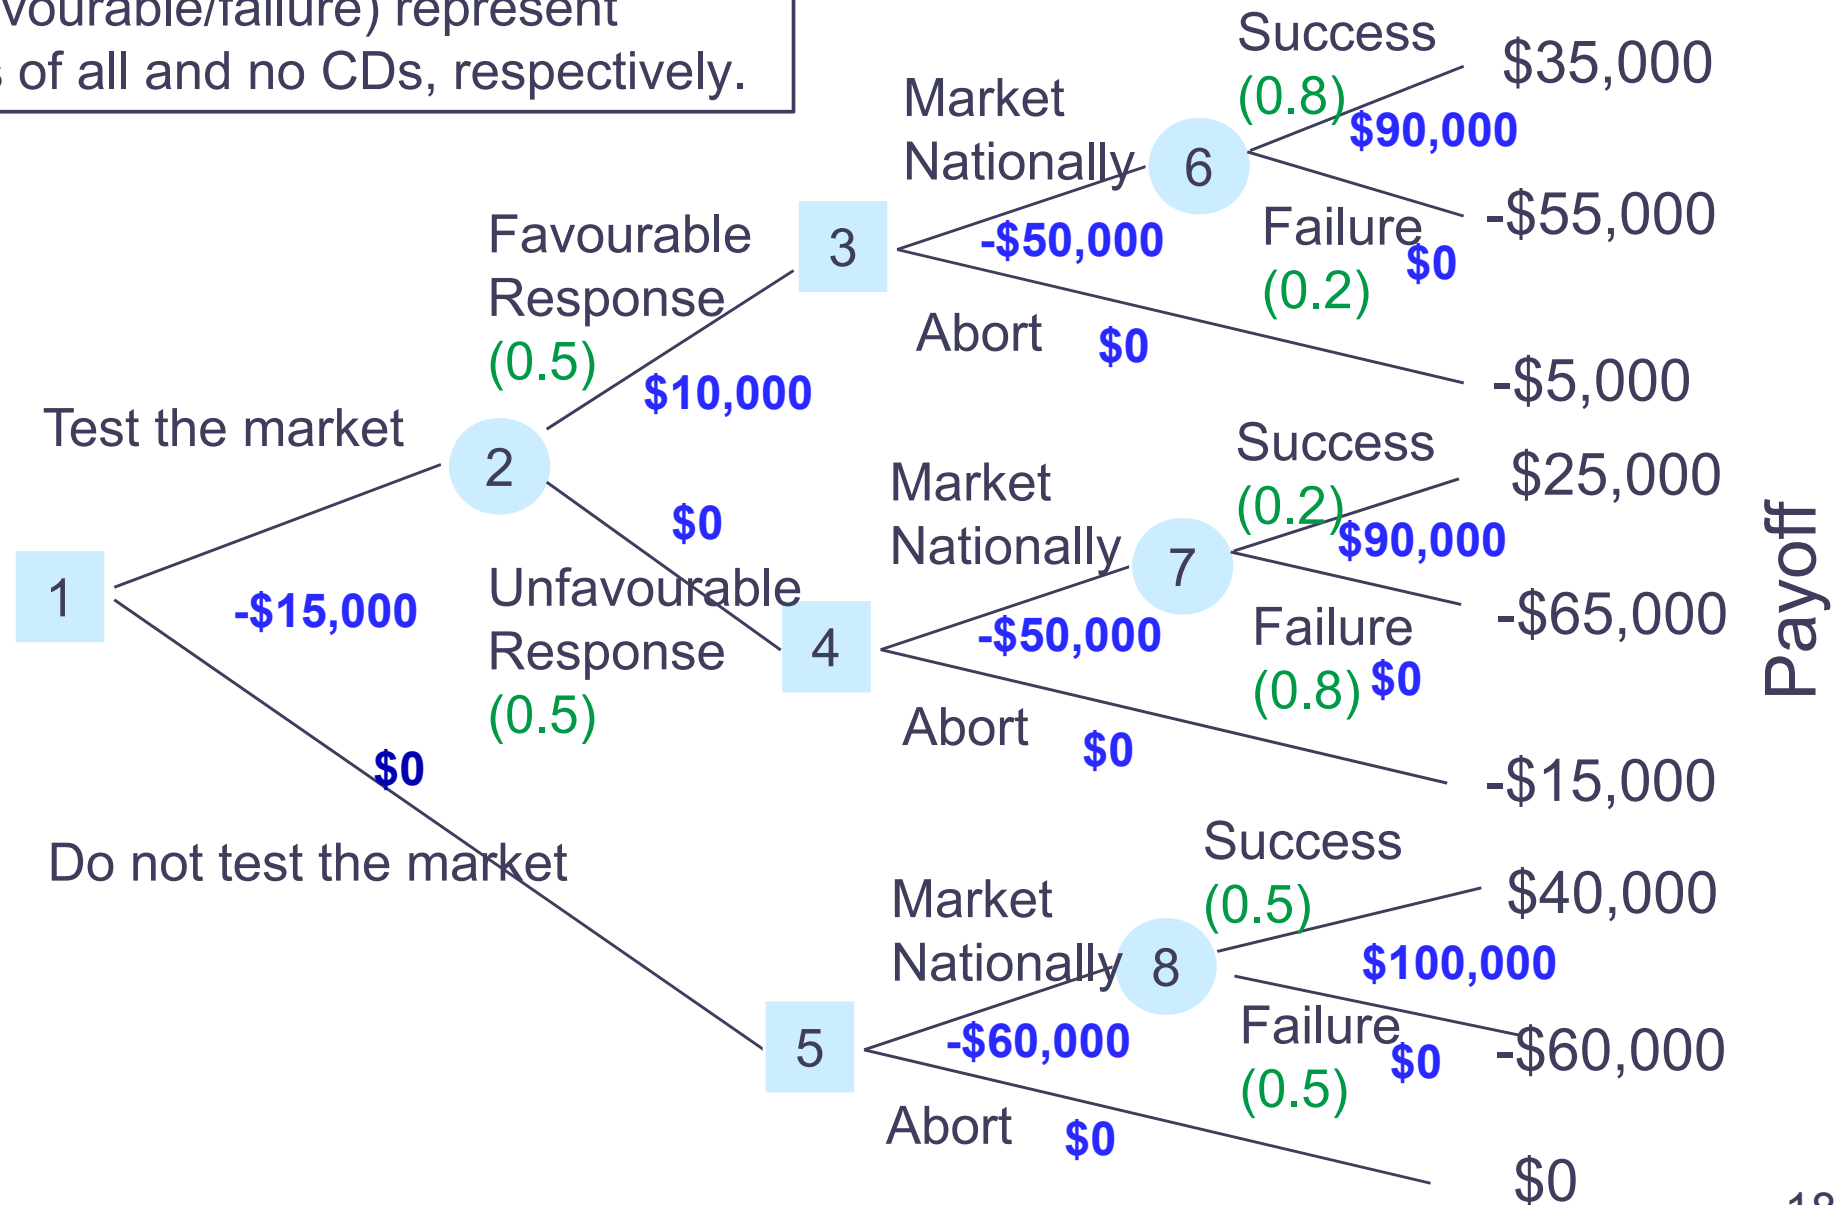 vourable/failure) represent
s of all and no CDs, respectively.
Success
(0.8)
$35,000
$90,000
Market
Nationally
6
-$55,000
Failure
$0
(0.2)
Favourable
Response
(0.5)
3
-$50,000
Abort
$0
-$5,000
$10,000
Test the market
2
Success
(0.2)
$25,000
$90,000
Market
Nationally
7
$0
1
-$15,000
Unfavourable
Response
(0.5)
4
-$50,000
Failure
(0.8)
$0
-$65,000
Payoff
Abort
$0
-$15,000
$0
Do not test the market
Success
(0.5)
$40,000
$100,000
Market
Nationally
8
5
-$60,000
Failure
$0
(0.5)
-$60,000
Abort
$0
$0
18